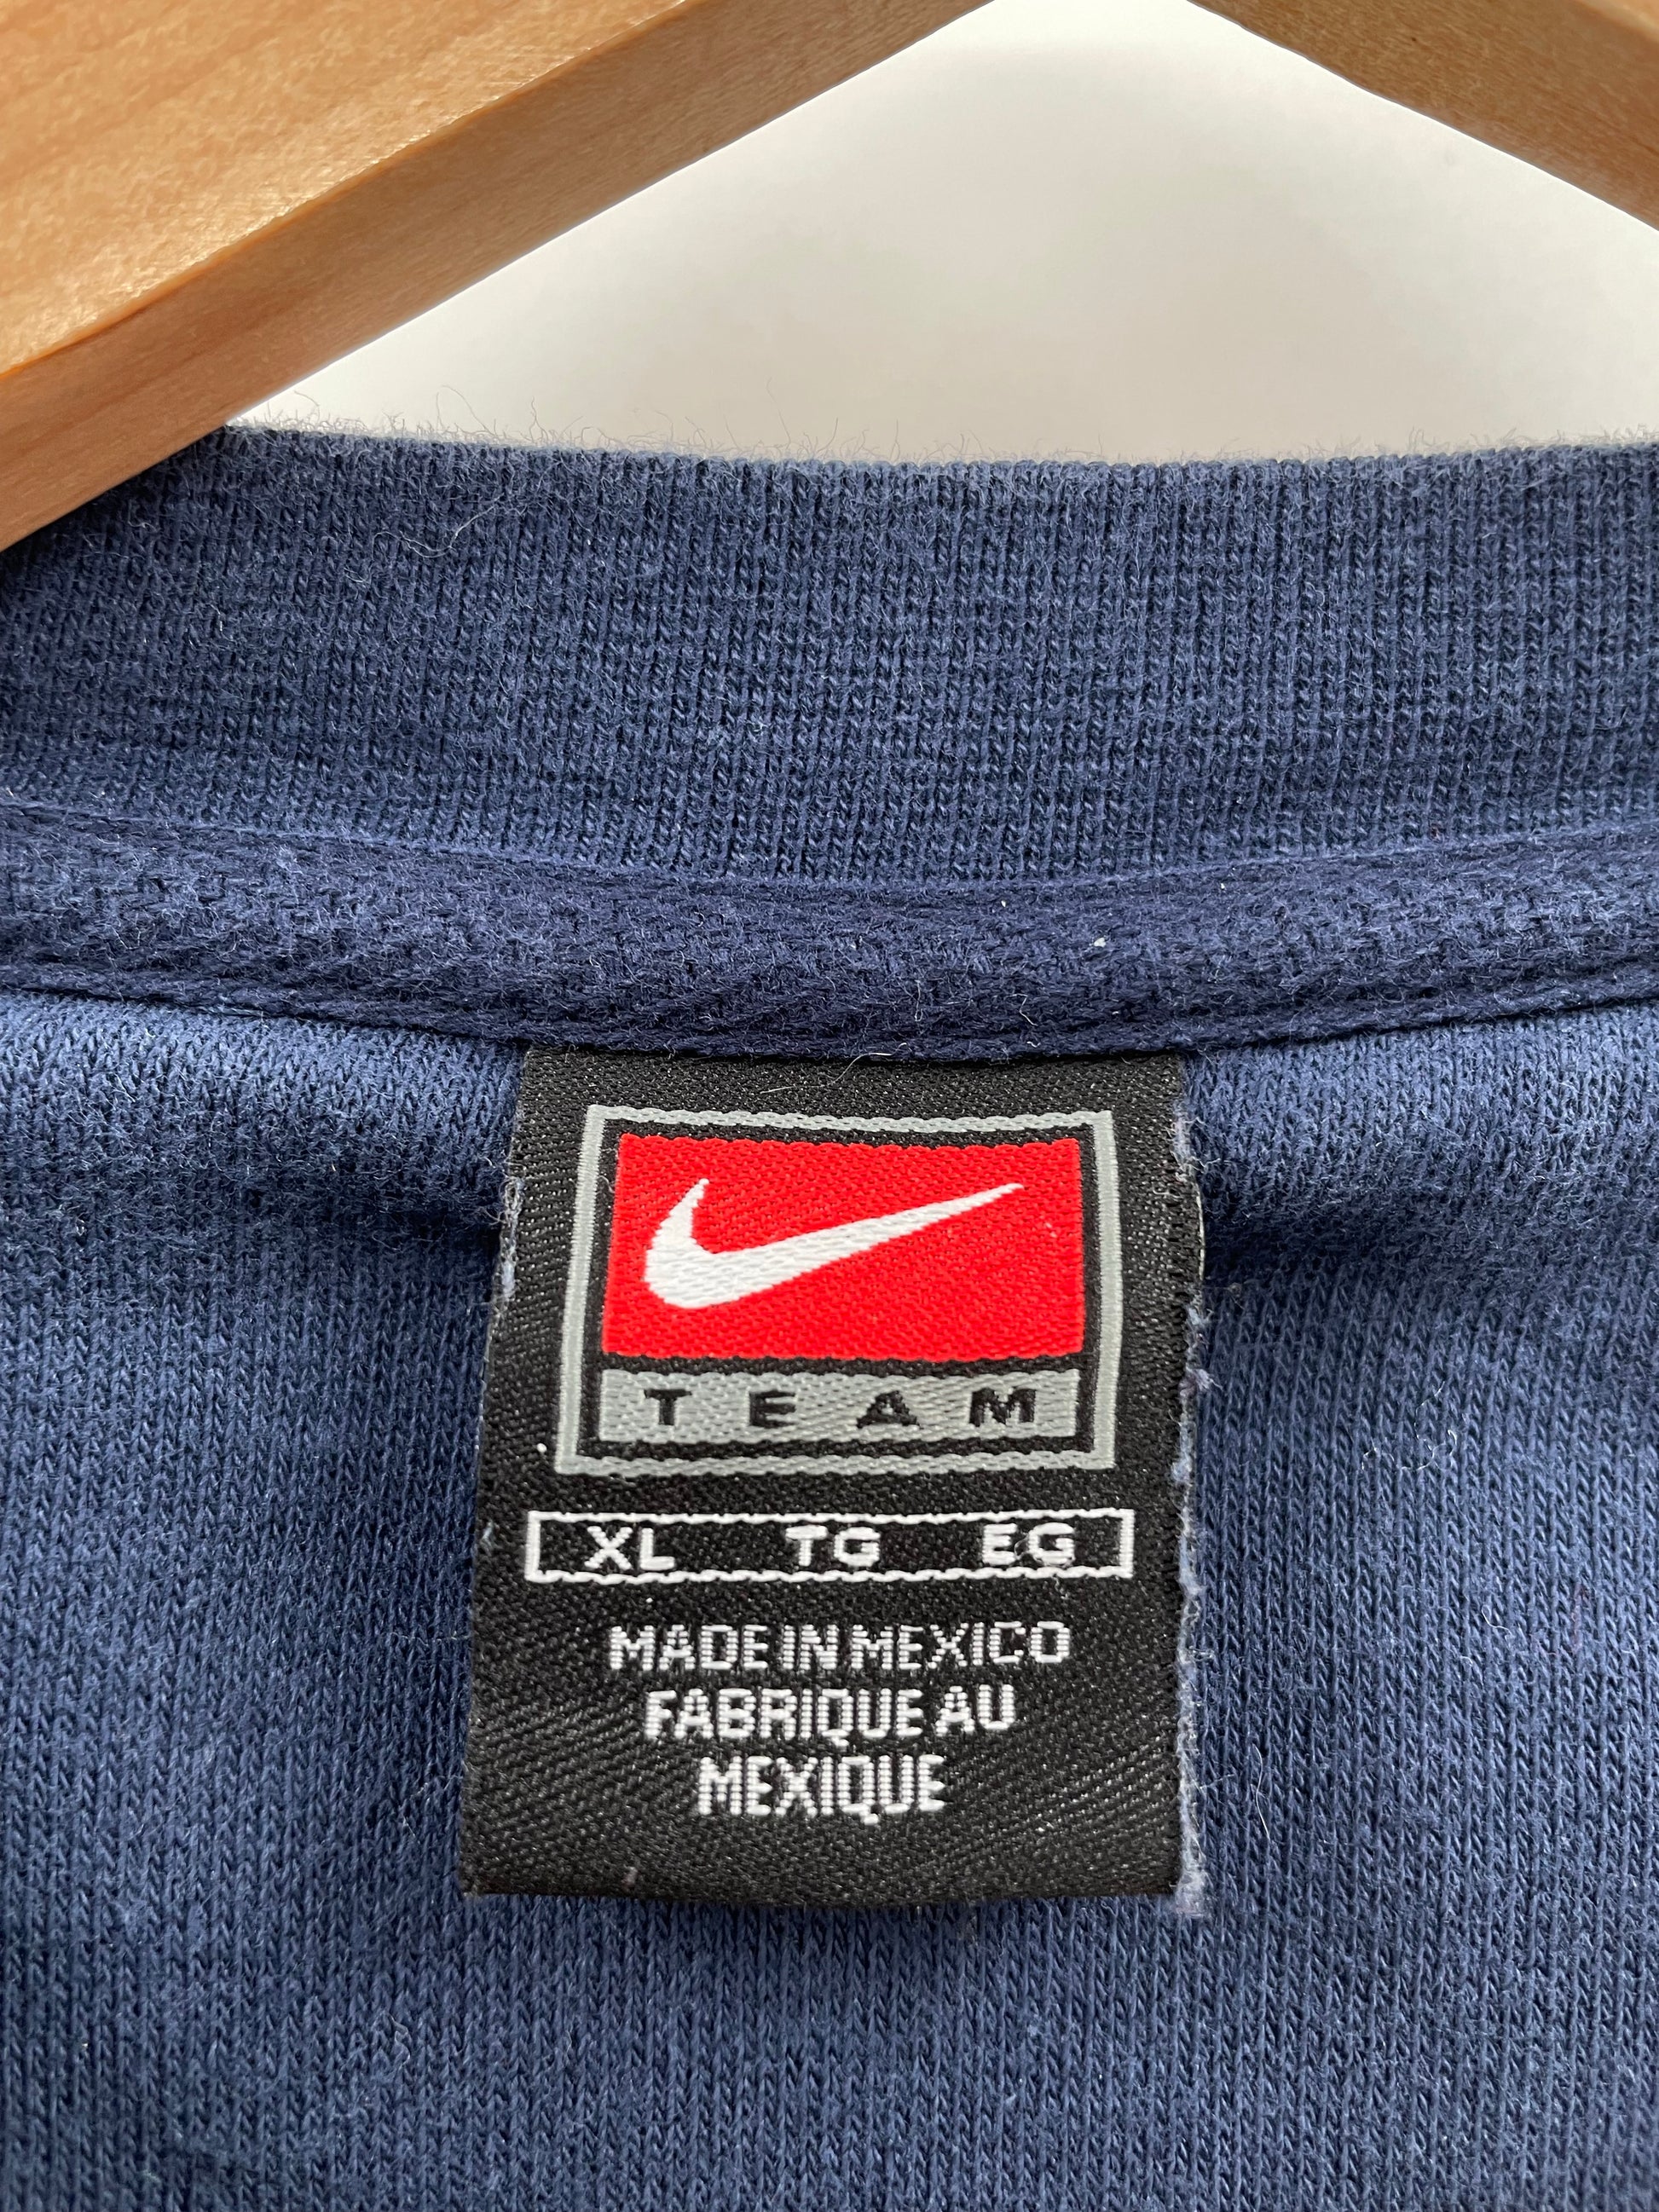 TEAM
XL TG EG
MADE IN MEXICO
FABRIQUE AU
MEXIQUE